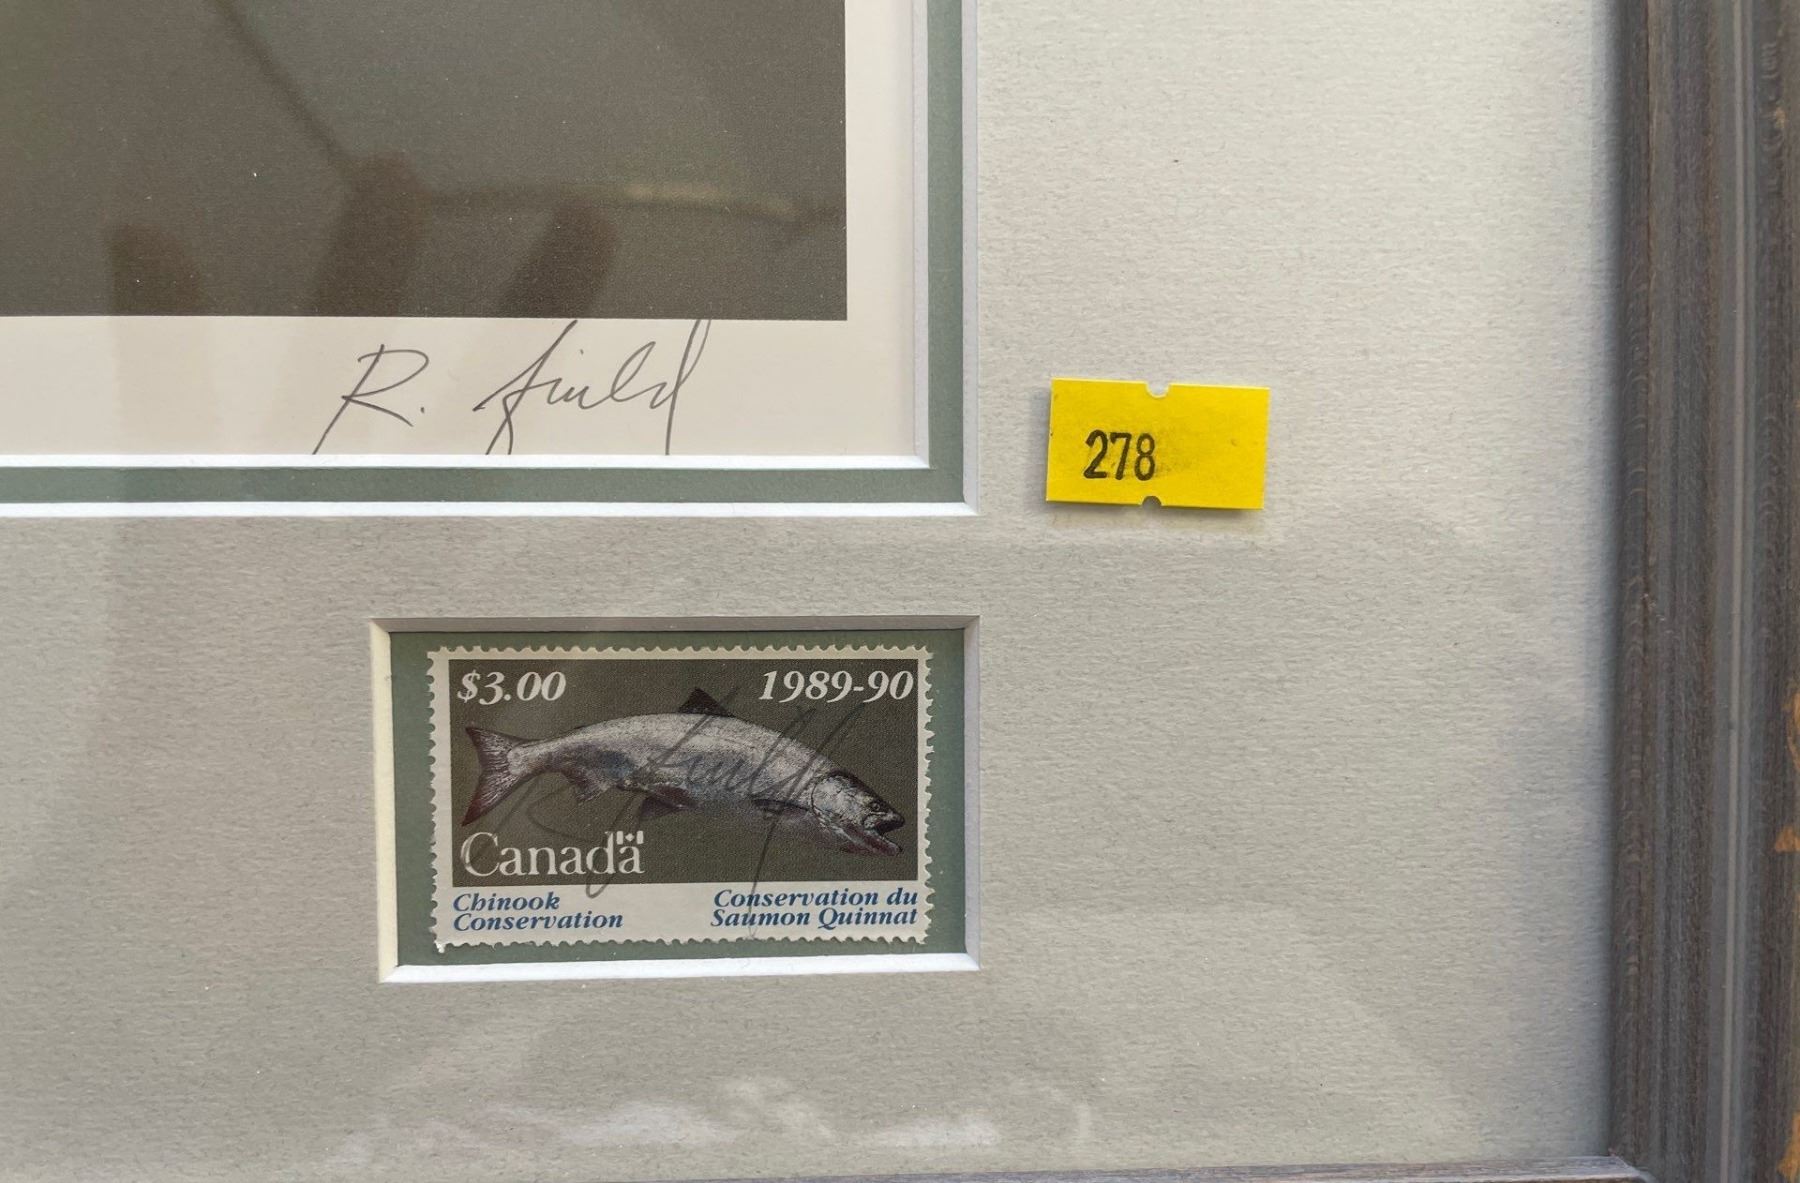 R. Field
278
$3.00 1989-90
Canada
Chinook Conservation du
Conservation Saumon Quinnat